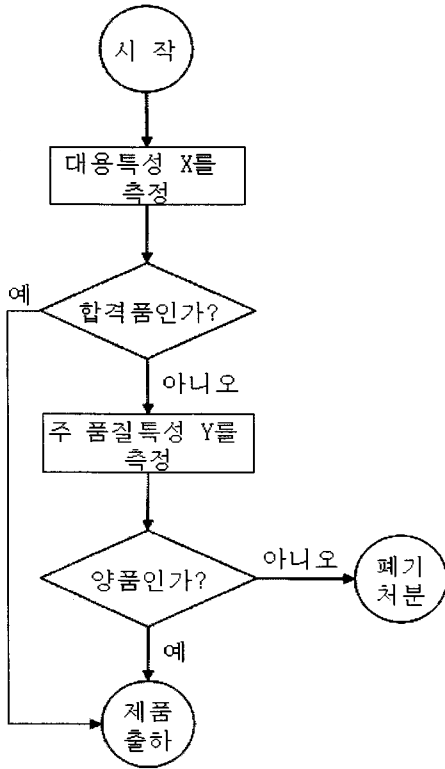 시 작
대용특성 X를
측정
예
합격품인가?
아니오
주 품질특성 Y를
측정
양품인가?
아니오
폐기
처분
예
제품
출하